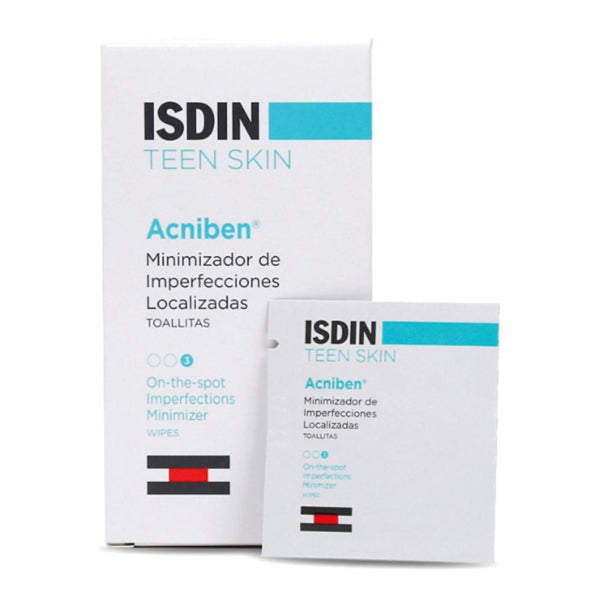 ISDIN
TEEN SKIN
Acniben®
Minimizador de
Imperfecciones
Localizadas
TOALLITAS
3
On-the-spot
Imperfections
Minimizer
WIPES
ISDIN
TEEN SKIN
Acniben®
Minimizador de
Imperfecciones
Localizadas
TOALLITAS
3
On-the-spot
Imperfections
Minimizer
WIPES